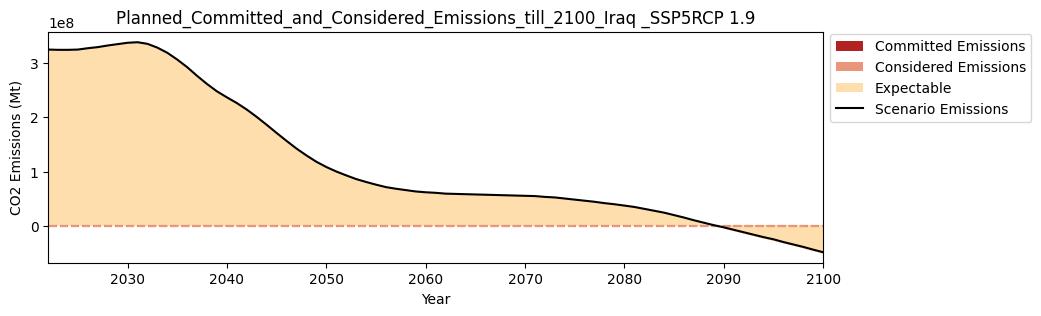 Planned_Committed_and_Considered_Emissions_till_2100_Iraq _SSP5RCP 1.9
1e8
3
2
1
0
CO2 Emissions (Mt)
2030 2040 2050 2060 2070 2080 2090 2100
Year
Committed Emissions
Considered Emissions
Expectable
Scenario Emissions